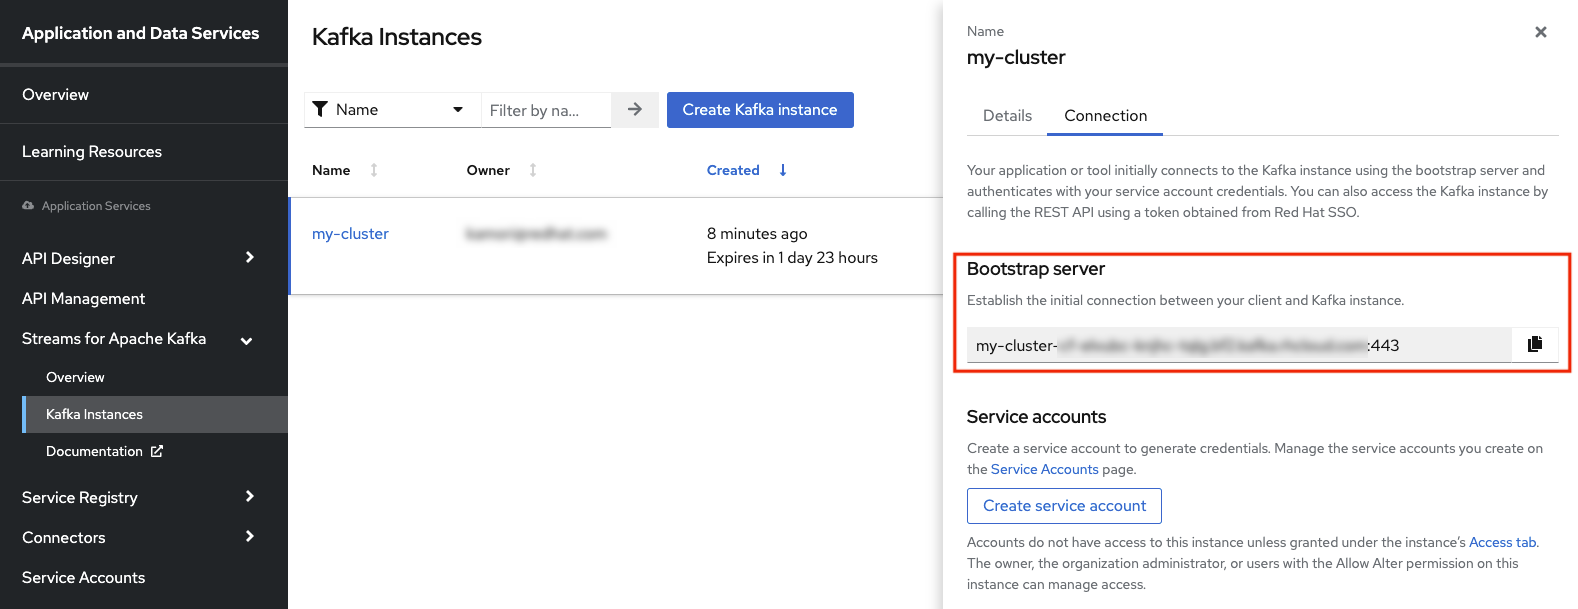 Application and Data Services
Overview
Learning Resources
Application Services
API Designer
API Management
Streams for Apache Kafka
Overview
Kafka Instances
Documentation
Service Registry
Connectors
Service Accounts
Kafka Instances
Name
Filter by na...
Create Kafka instance
Name Owner Created
my-cluster 8 minutes ago
Expires in 1 day 23 hours
Name
my-cluster
Details Connection
Your application or tool initially connects to the Kafka instance using the bootstrap server and
authenticates with your service account credentials. You can also access the Kafka instance by
calling the REST API using a token obtained from Red Hat SSO.
Bootstrap server
Establish the initial connection between your client and Kafka instance.
my-cluster- :443
Service accounts
Create a service account to generate credentials. Manage the service accounts you create on
the Service Accounts page.
Create service account
Accounts do not have access to this instance unless granted under the instance's Access tab.
The owner, the organization administrator, or users with the Allow Alter permission on this
instance can manage access.